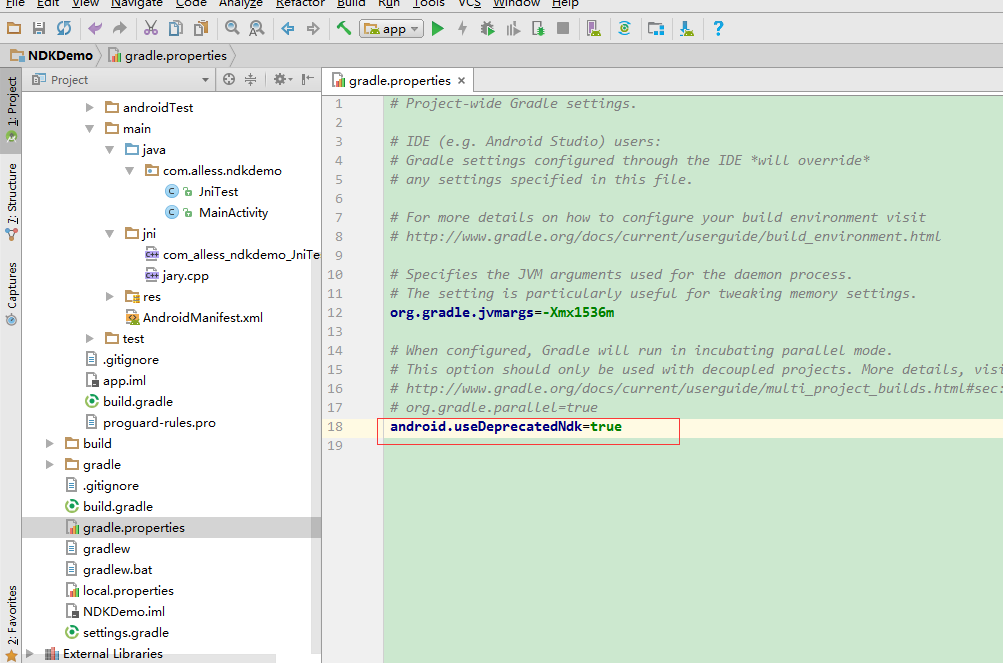 File Edit View Navigate Code Analyze Refactor Build Run Tools VCS Window Help
app
NDKDemo gradle.properties
Project
gradle.properties
1: Project
7: Structure
Captures
2: Favorites
androidTest
main
java
com.alless.ndkdemo
JniTest
MainActivity
jni
com_alless_ndkdemo_JniTe
jary.cpp
res
AndroidManifest.xml
test
.gitignore
app.iml
build.gradle
proguard-rules.pro
build
gradle
.gitignore
build.gradle
gradle.properties
gradlew
gradlew.bat
local.properties
NDKDemo.iml
settings.gradle
External Libraries
1 # Project-wide Gradle settings.
2
3 # IDE (e.g. Android Studio) users:
4 # Gradle settings configured through the IDE *will override*
5 # any settings specified in this file.
6
7 # For more details on how to configure your build environment visit
8 # http://www.gradle.org/docs/current/userguide/build_environment.html
9
10 # Specifies the JVM arguments used for the daemon process.
11 # The setting is particularly useful for tweaking memory settings.
12 org.gradle.jvmargs=-Xmx1536m
13
14 # When configured, Gradle will run in incubating parallel mode.
15 # This option should only be used with decoupled projects. More details, visi
16 # http://www.gradle.org/docs/current/userguide/multi_project_builds.html#sec:
17 # org.gradle.parallel=true
18 android.useDeprecatedNdk=true
19